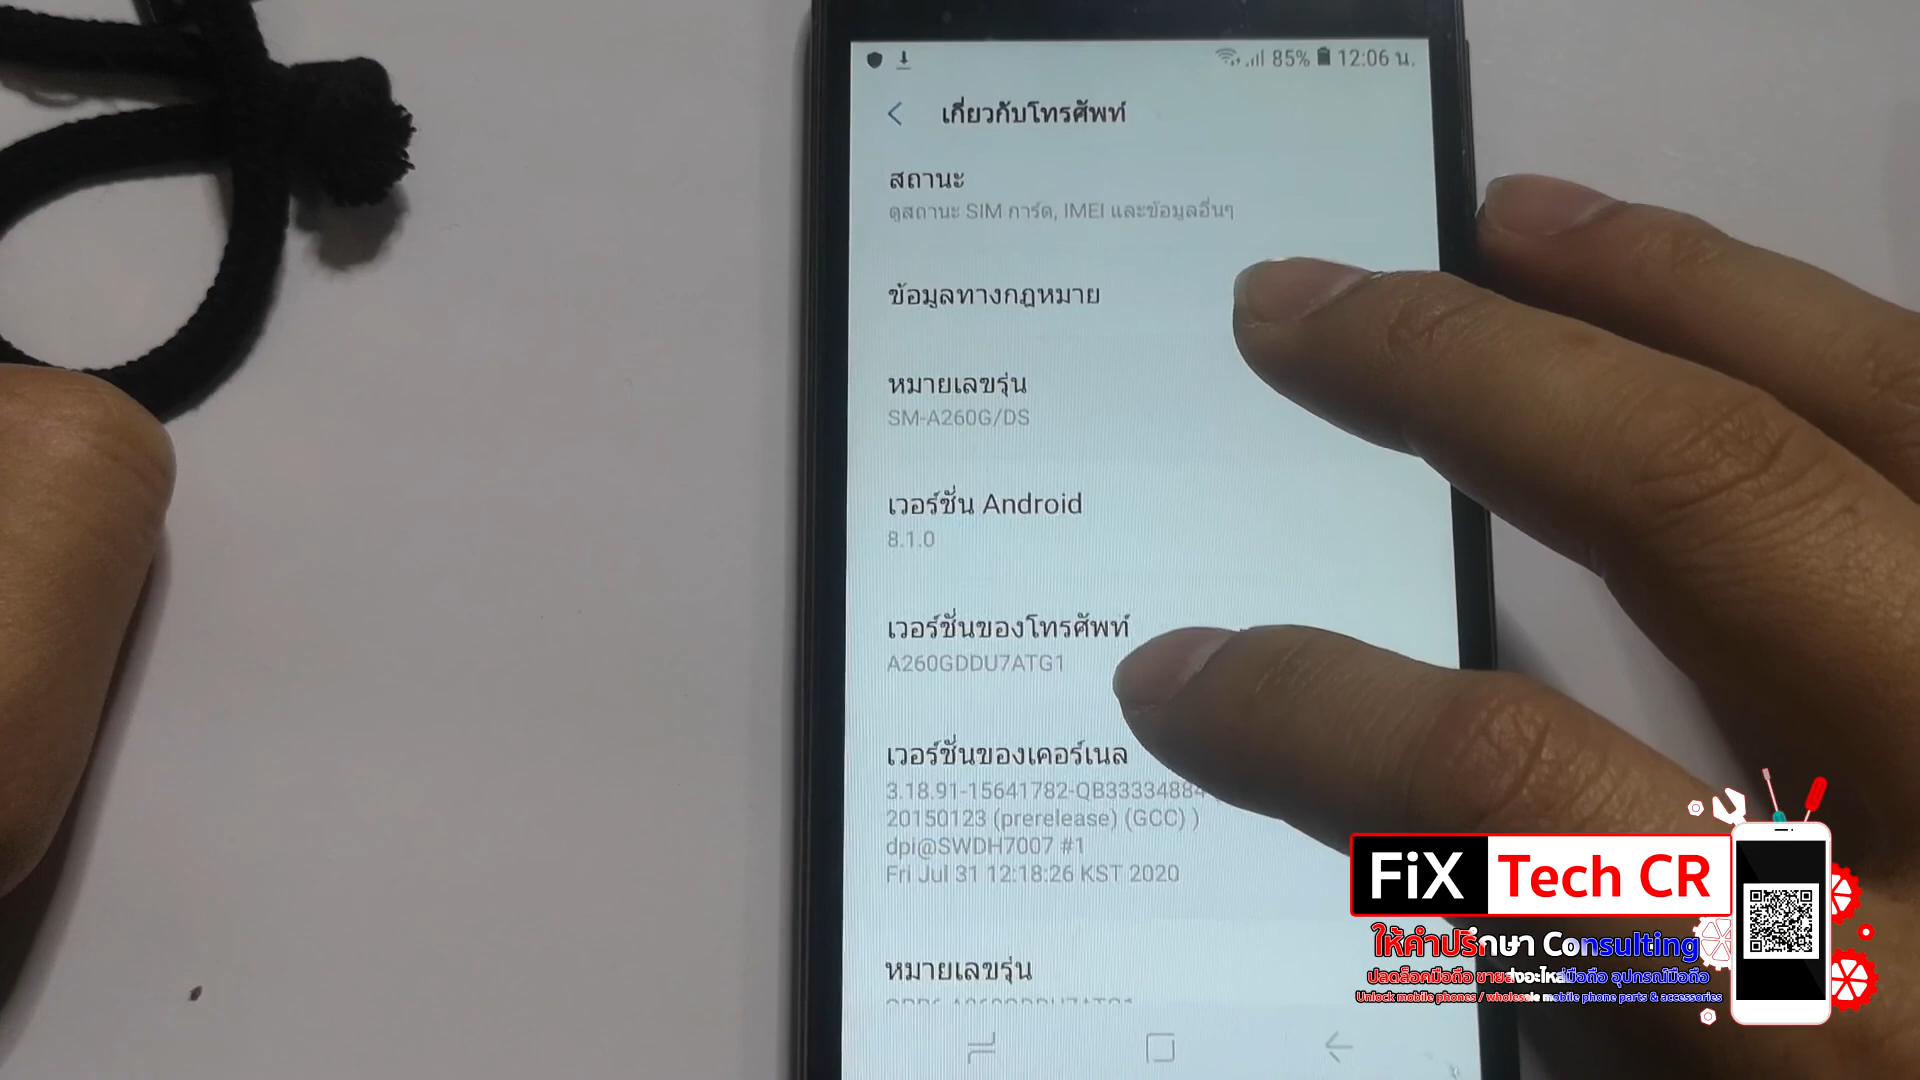 85% 12:06 น.
เกี่ยวกับโทรศัพท์
สถานะ
ดูสถานะ SIM การ์ด, IMEI และข้อมูลอื่นๆ
ข้อมูลทางกฎหมาย
หมายเลขรุ่น
SM-A260G/DS
เวอร์ชั่น Android
8.1.0
เวอร์ชั่นของโทรศัพท์
A260GDDU7ATG1
เวอร์ชั่นของเคอร์เนล
3.18.91-15641782-QB33334884
20150123 (prerelease) (GCC) )
dpi@SWDH7007 #1
Fri Jul 31 12:18:26 KST 2020
หมายเลขรุ่น
FiX Tech CR
ให้คำปรึกษา Consulting
ปลดล็อคมือถือ ขายส่งอะไหล่มือถือ อุปกรณ์มือถือ
Unlock mobile phones / wholesale mobile phone parts & accessories